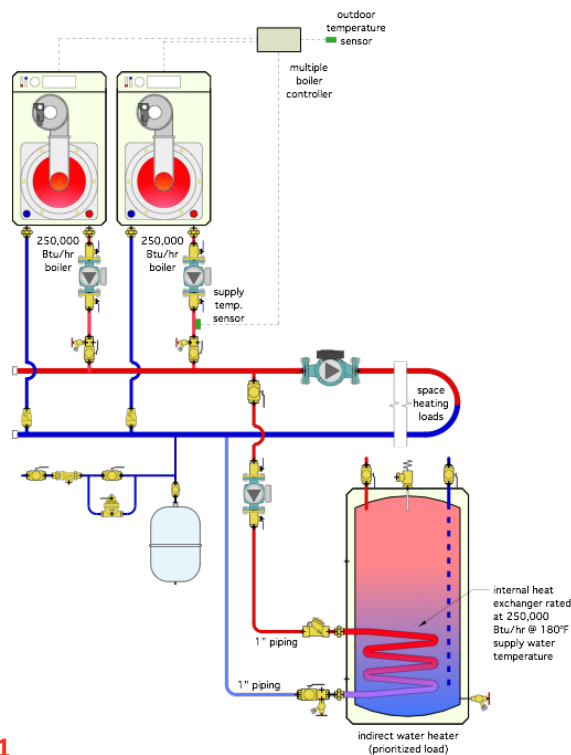 outdoor
temperature
sensor
multiple
boiler
controller
250,000
Btu/hr
boiler
250,000
Btu/hr
boiler
supply
temp.
sensor
space
heating
loads
internal heat
exchanger rated
at 250,000
Btu/hr @ 180°F
supply water
temperature
1" piping
1" piping
indirect water heater
(prioritized load)
1